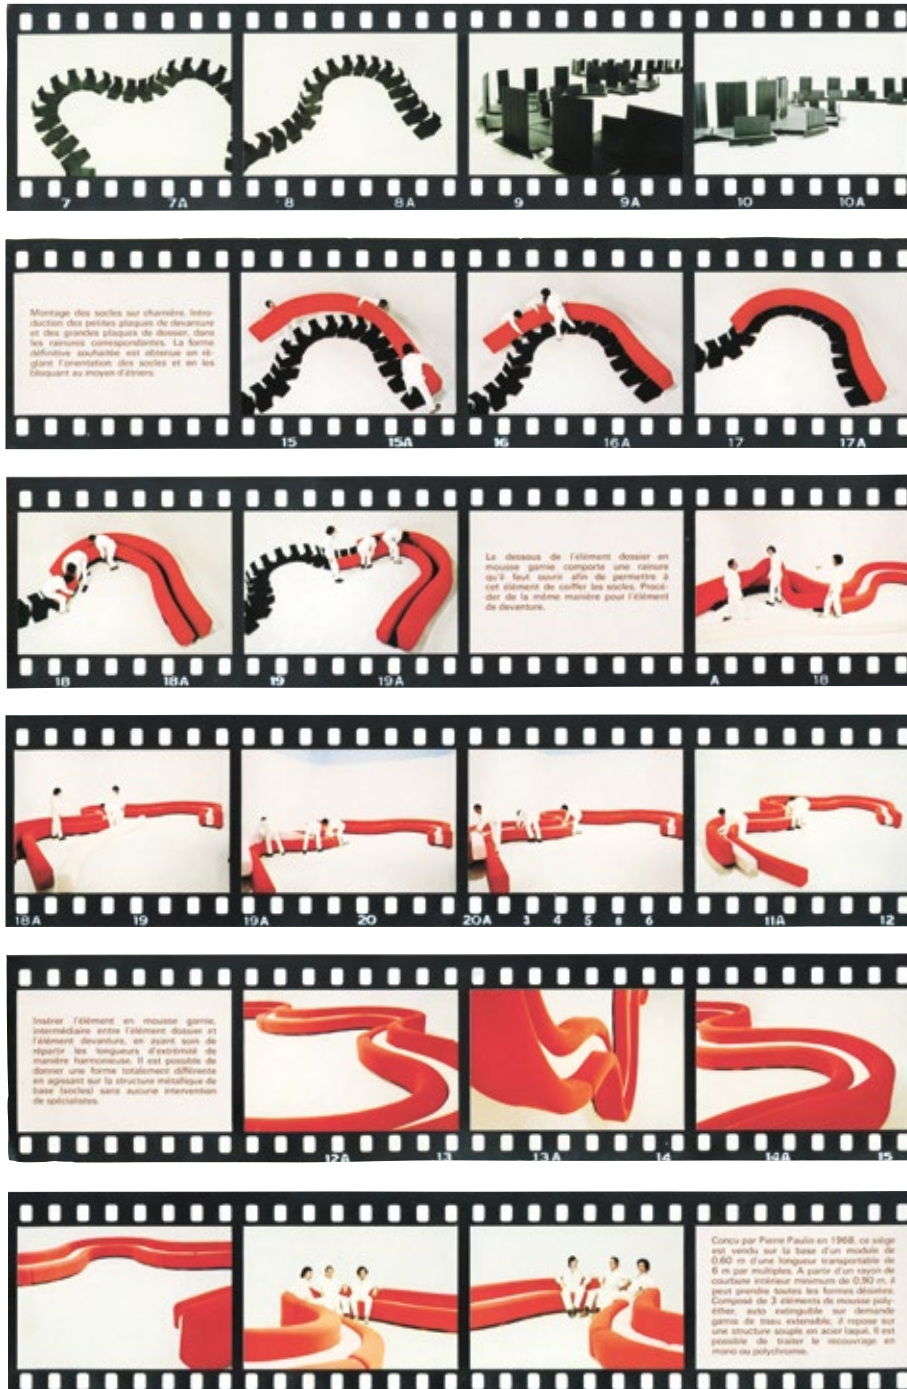 7 7A 8 8A 9 9A 10 10A
Montage des socles sur charnière. Intro-
duction des petites plaques de devanture
et des grandes plaques de dossier, dans
les rainures correspondantes. La forme
définitive souhaitée est obtenue en ré-
glant l'orientation des socles et en les
bloquant au moyen d'étriers.
15 15A 16 16A 17 17A
Le dessous de l'élément dossier en
mousse garnie comporte une rainure
qu'il faut ouvrir afin de permettre à
cet élément de coiffer les socles. Procé-
der de la même manière pour l'élément
de devanture.
18 18A 19 19A A 18
18A 19 19A 20 20A 3 4 5 8 6 11A 12
Insérer l'élément en mousse garnie,
intermédiaire entre l'élément dossier et
l'élément devanture, en ayant soin de
répartir les longueurs d'extrémité de
manière harmonieuse. Il est possible de
donner une forme totalement différente
en agissant sur la structure métallique de
base (socles) sans aucune intervention
de spécialistes.
12A 13 13A 14 14A 15
Conçu par Pierre Paulin en 1968, ce siège
est vendu sur la base d'un module de
0,60 m d'une longueur transportable de
6 m par multiples. A partir d'un rayon de
courbure intérieur minimum de 0,90 m, il
peut prendre toutes les formes désirées.
Composé de 3 éléments de mousse poly-
éther, auto extinguible sur demande
garnis de tissu extensible, il repose sur
une structure souple en acier laqué. Il est
possible de traiter le recouvrage en
mono ou polychromie.